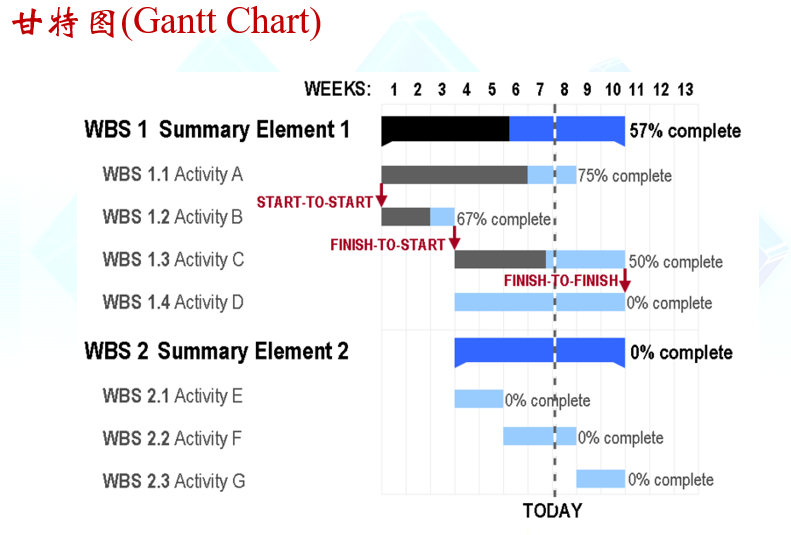 甘特图(Gantt Chart)
WEEKS: 1 2 3 4 5 6 7 8 9 10 11 12 13
WBS 1 Summary Element 1 57% complete
WBS 1.1 Activity A 75% complete
START-TO-START
WBS 1.2 Activity B 67% complete
FINISH-TO-START
WBS 1.3 Activity C 50% complete
FINISH-TO-FINISH
WBS 1.4 Activity D 0% complete
WBS 2 Summary Element 2 0% complete
WBS 2.1 Activity E 0% complete
WBS 2.2 Activity F 0% complete
WBS 2.3 Activity G 0% complete
TODAY